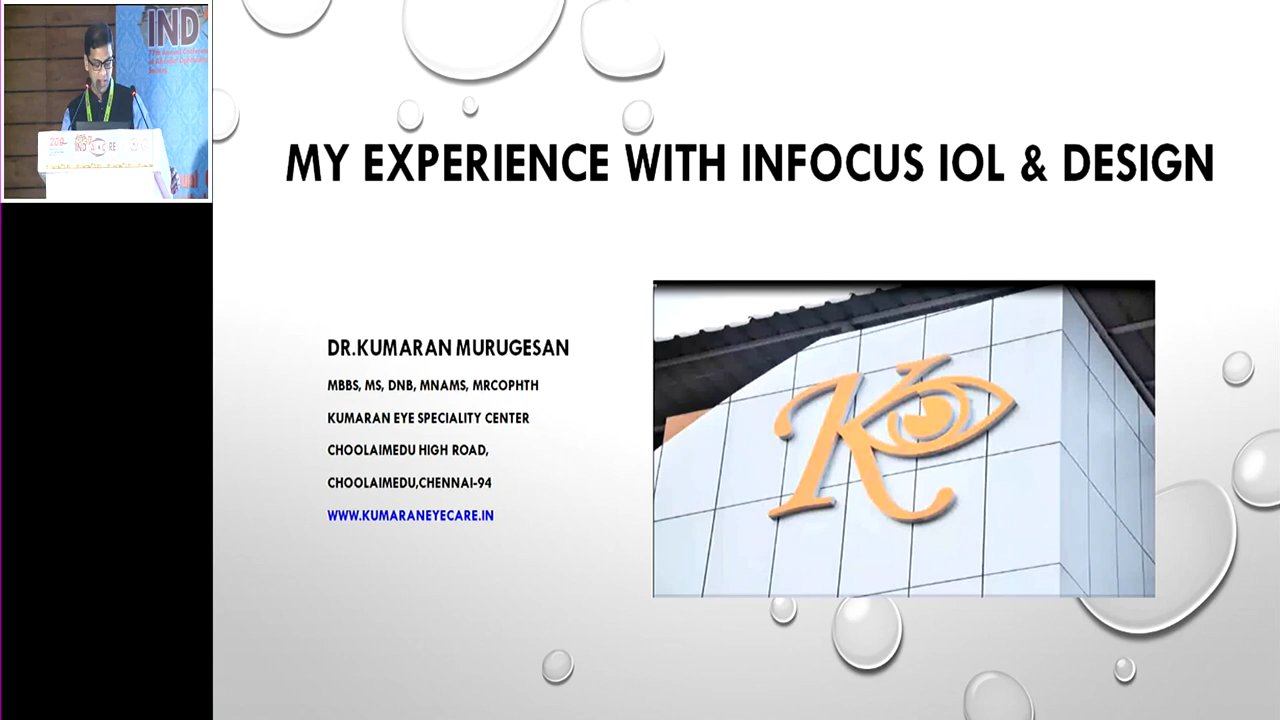 IND
MY EXPERIENCE WITH INFOCUS IOL & DESIGN
DR.KUMARAN MURUGESAN
MBBS, MS, DNB, MNAMS, MRCOPHTH
KUMARAN EYE SPECIALITY CENTER
CHOOLAIMEDU HIGH ROAD,
CHOOLAIMEDU,CHENNAI-94
WWW.KUMARANEYECARE.IN
K